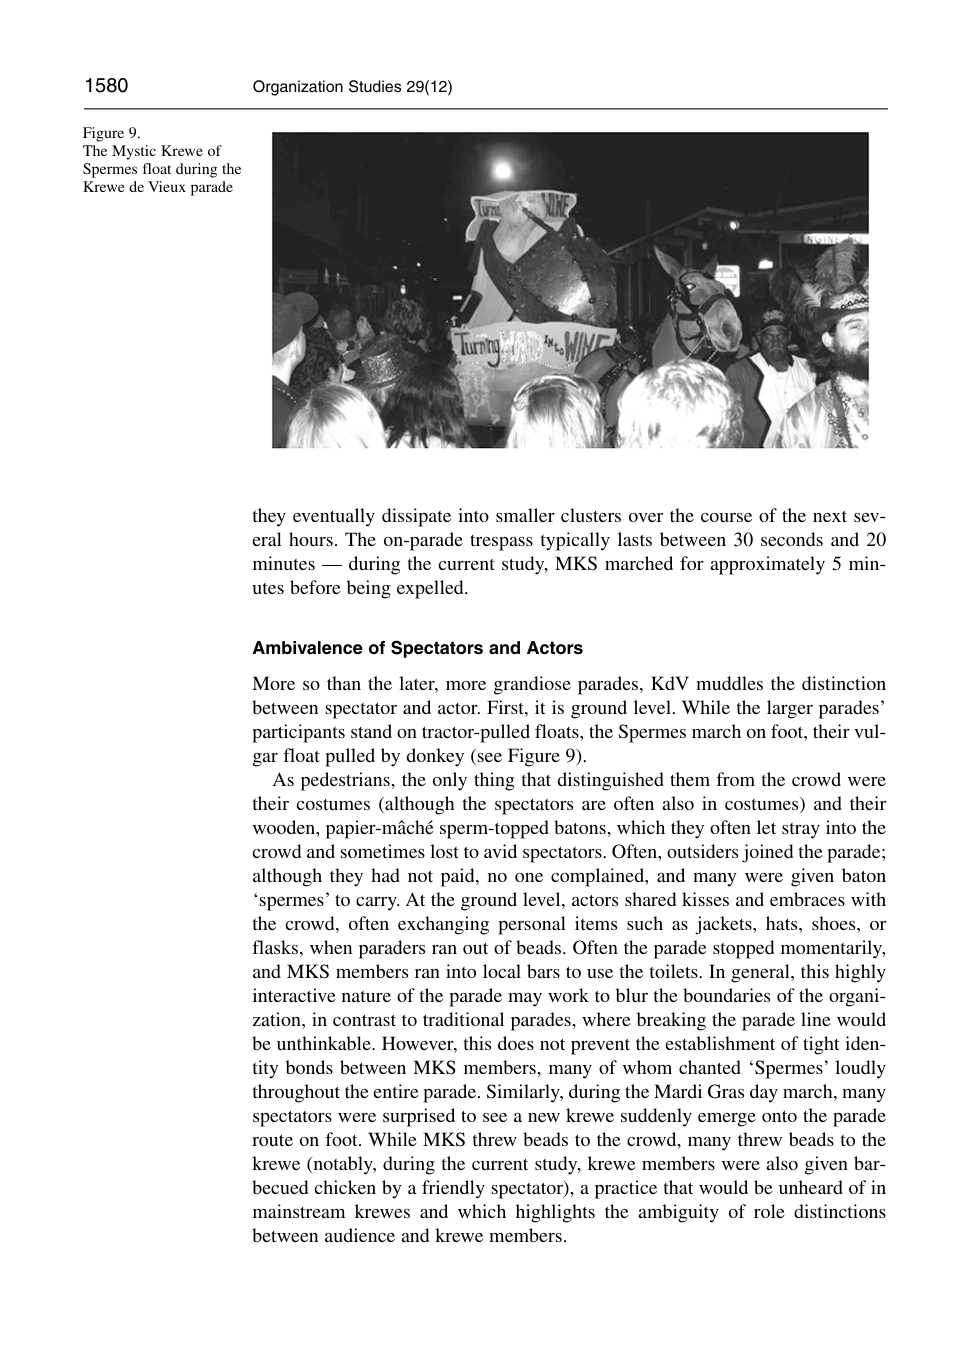 1580
Organization Studies 29(12)
Figure 9.
The Mystic Krewe of
Spermes float during the
Krewe de Vieux parade
WINE
Turning
Into WINE
ENGINE
they eventually dissipate into smaller clusters over the course of the next sev-
eral hours. The on-parade trespass typically lasts between 30 seconds and 20
minutes — during the current study, MKS marched for approximately 5 min-
utes before being expelled.
Ambivalence of Spectators and Actors
More so than the later, more grandiose parades, KdV muddles the distinction
between spectator and actor. First, it is ground level. While the larger parades’
participants stand on tractor-pulled floats, the Spermes march on foot, their vul-
gar float pulled by donkey (see Figure 9).
As pedestrians, the only thing that distinguished them from the crowd were
their costumes (although the spectators are often also in costumes) and their
wooden, papier-mâché sperm-topped batons, which they often let stray into the
crowd and sometimes lost to avid spectators. Often, outsiders joined the parade;
although they had not paid, no one complained, and many were given baton
‘spermes’ to carry. At the ground level, actors shared kisses and embraces with
the crowd, often exchanging personal items such as jackets, hats, shoes, or
flasks, when paraders ran out of beads. Often the parade stopped momentarily,
and MKS members ran into local bars to use the toilets. In general, this highly
interactive nature of the parade may work to blur the boundaries of the organi-
zation, in contrast to traditional parades, where breaking the parade line would
be unthinkable. However, this does not prevent the establishment of tight iden-
tity bonds between MKS members, many of whom chanted ‘Spermes’ loudly
throughout the entire parade. Similarly, during the Mardi Gras day march, many
spectators were surprised to see a new krewe suddenly emerge onto the parade
route on foot. While MKS threw beads to the crowd, many threw beads to the
krewe (notably, during the current study, krewe members were also given bar-
becued chicken by a friendly spectator), a practice that would be unheard of in
mainstream krewes and which highlights the ambiguity of role distinctions
between audience and krewe members.